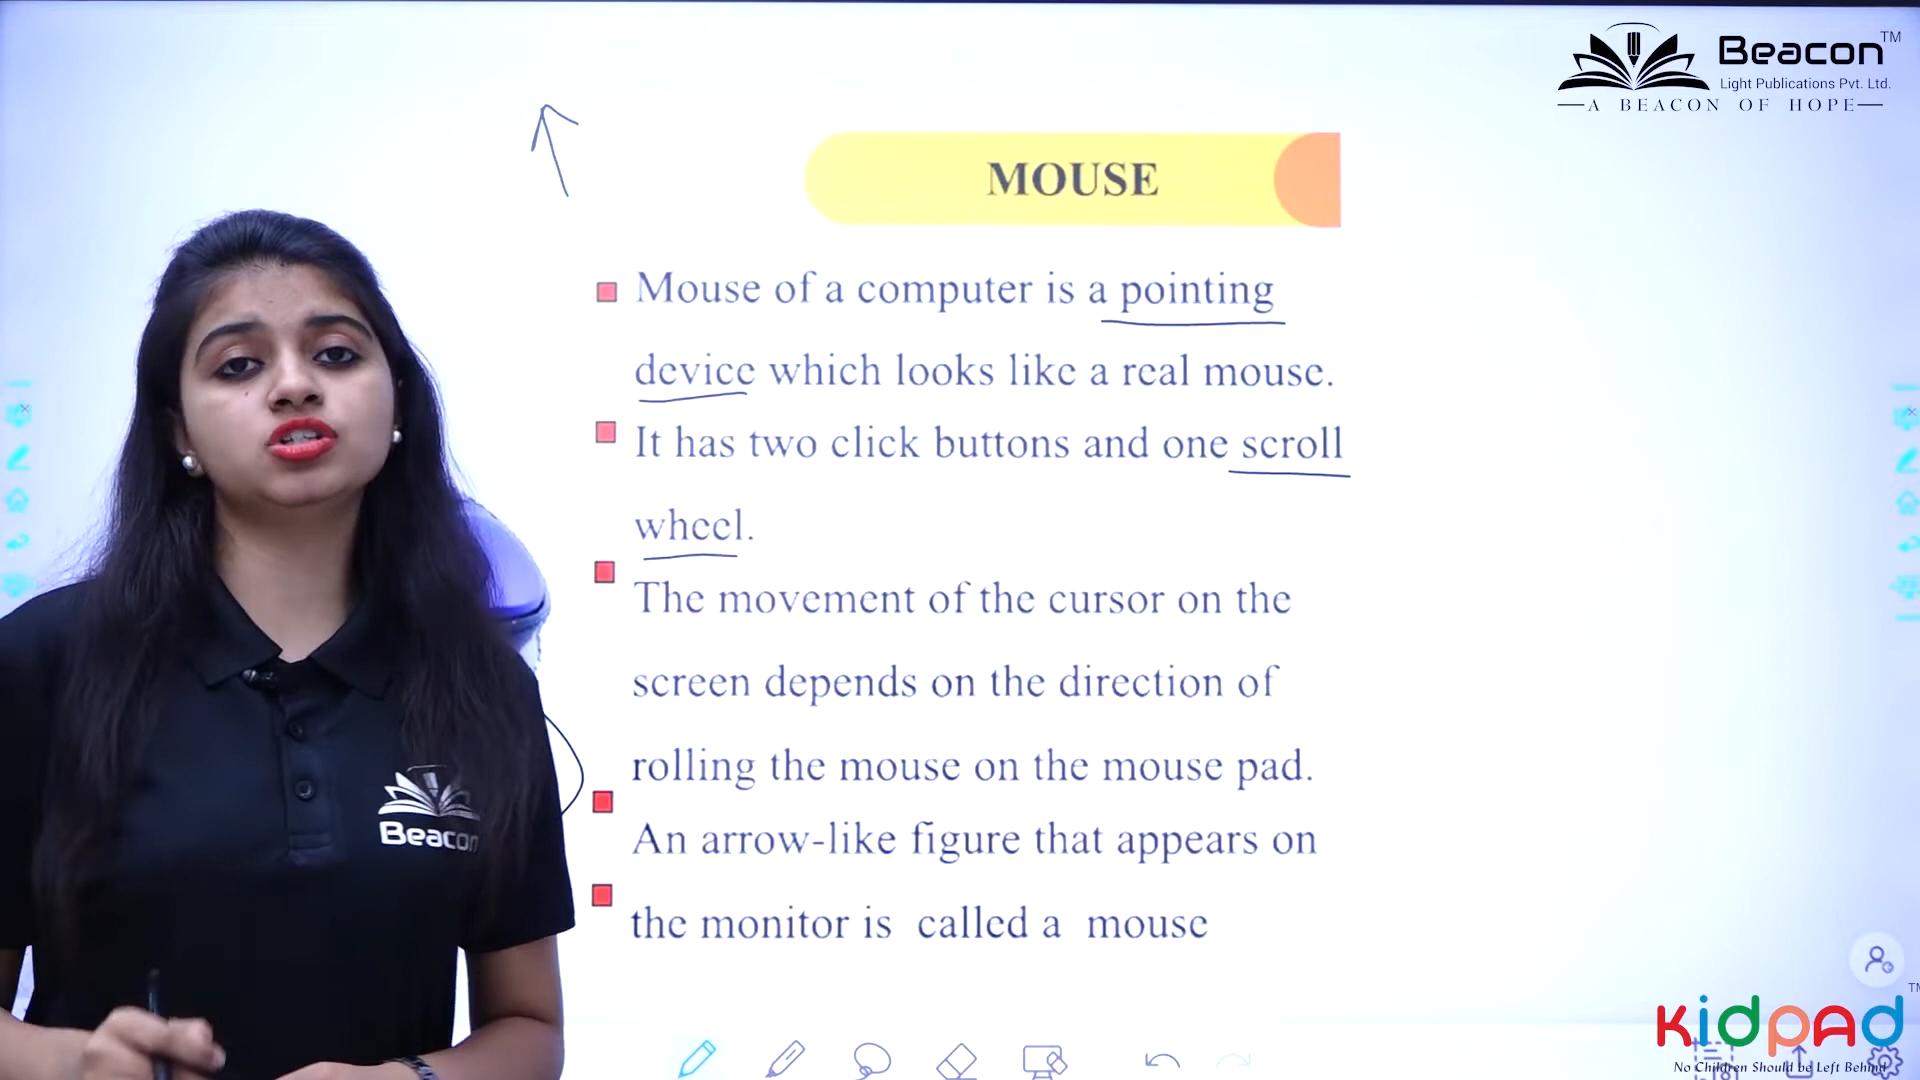 Beacon™
Light Publications Pvt. Ltd.
A BEACON OF HOPE
MOUSE
Mouse of a computer is a pointing
device which looks like a real mouse.
It has two click buttons and one scroll
wheel.
The movement of the cursor on the
screen depends on the direction of
rolling the mouse on the mouse pad.
An arrow-like figure that appears on
the monitor is called a mouse
Beacon
kidpad™
No Children Should be Left Behind